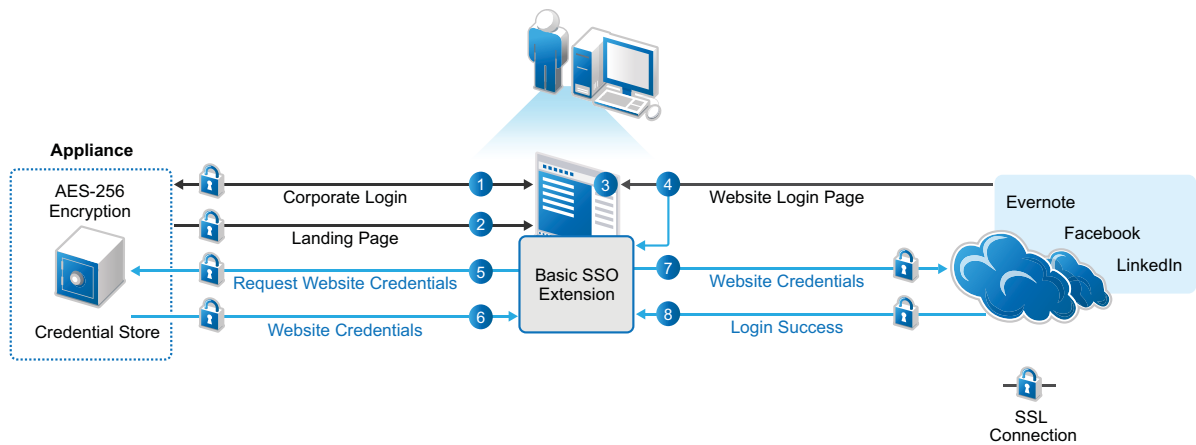 Appliance
AES-256
Encryption
Credential Store
1
Corporate Login
2
Landing Page
5
Request Website Credentials
6
Website Credentials
3
Basic SSO
Extension
4
Website Login Page
7
Website Credentials
8
Login Success
Evernote
Facebook
LinkedIn
SSL
Connection